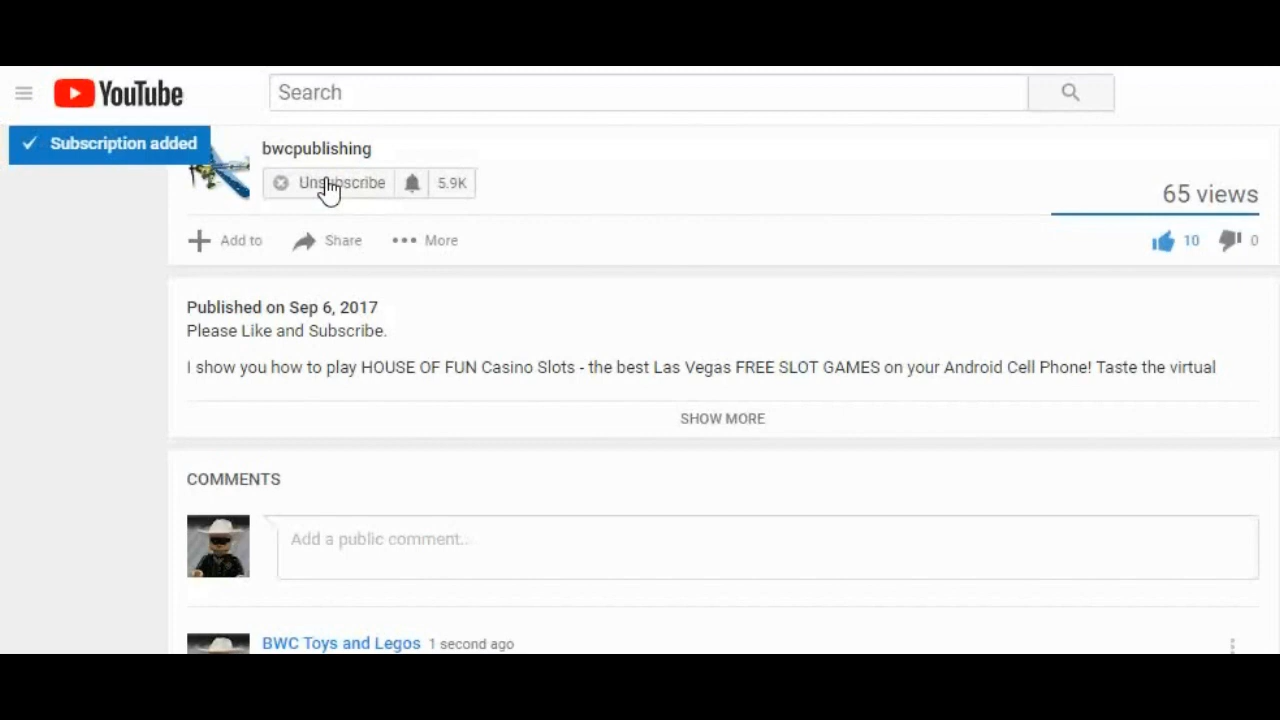 YouTube
Search
Subscription added
bwcpublishing
Unsubscribe 5.9K
65 views
Add to Share More
10 0
Published on Sep 6, 2017
Please Like and Subscribe.
I show you how to play HOUSE OF FUN Casino Slots - the best Las Vegas FREE SLOT GAMES on your Android Cell Phone! Taste the virtual
SHOW MORE
COMMENTS
Add a public comment...
BWC Toys and Legos 1 second ago